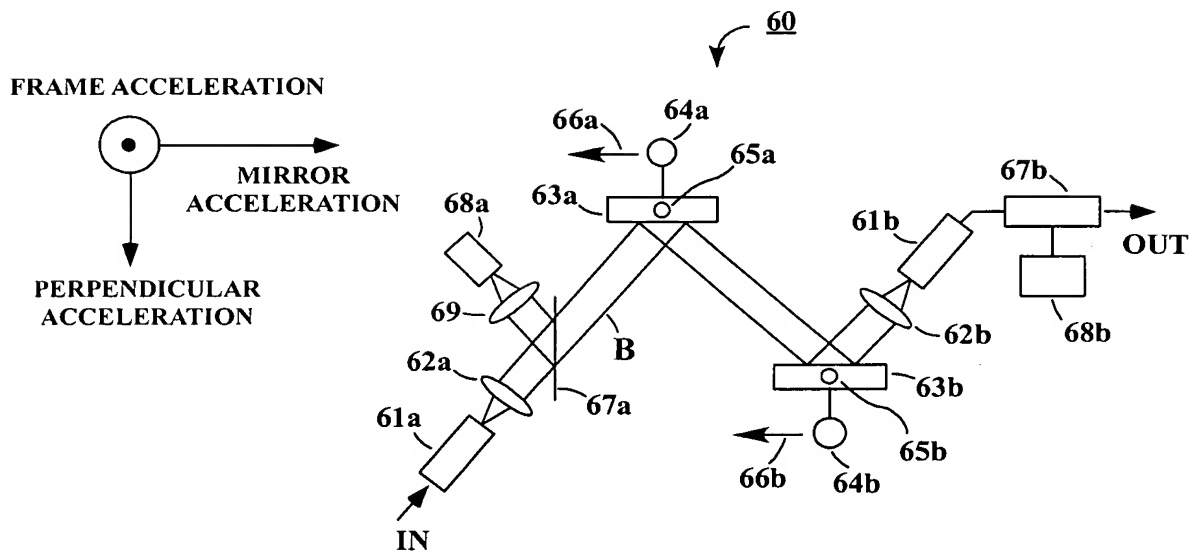 60
FRAME ACCELERATION
MIRROR
ACCELERATION
PERPENDICULAR
ACCELERATION
64a
66a
65a
63a
67b
61b
OUT
68a
69
62a
B
62b
68b
67a
63b
61a
65b
66b
64b
IN